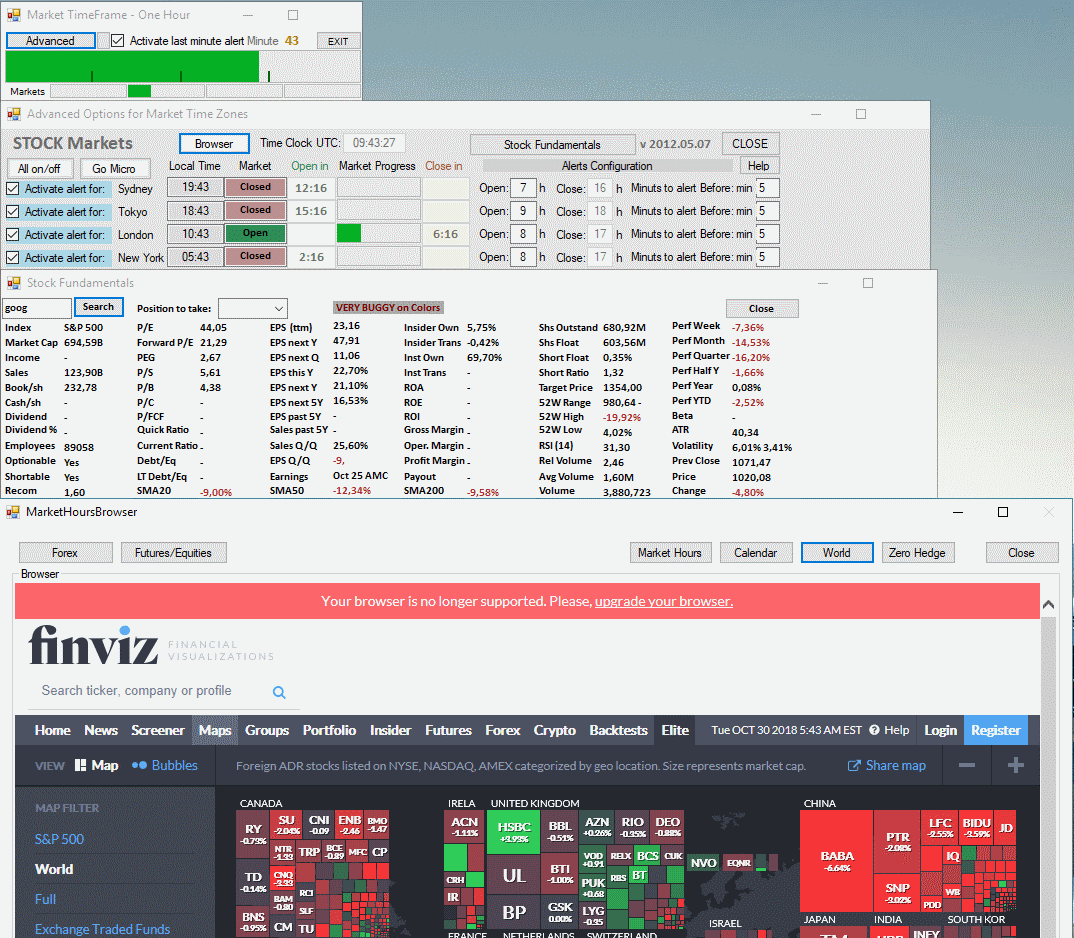 Market TimeFrame - One Hour
Advanced Activate last minute alert Minute 43 EXIT
Markets
Advanced Options for Market Time Zones
STOCK Markets Browser Time Clock UTC: 09:43:27 Stock Fundamentals v 2012.05.07 CLOSE
All on/off Go Micro Local Time Market Open in Market Progress Close in Alerts Configuration Help
Activate alert for: Sydney 19:43 Closed 12:16 Open: 7 h Close: 16 h Minuts to alert Before: min 5
Activate alert for: Tokyo 18:43 Closed 15:16 Open: 9 h Close: 18 h Minuts to alert Before: min 5
Activate alert for: London 10:43 Open 6:16 Open: 8 h Close: 17 h Minuts to alert Before: min 5
Activate alert for: New York 05:43 Closed 2:16 Open: 8 h Close: 17 h Minuts to alert Before: min 5
Stock Fundamentals
goog Search Position to take: VERY BUGGY on Colors Close
Index S&P 500 P/E 44,05 EPS (ttm) 23,16 Insider Own 5,75% Shs Outstand 680,92M Perf Week -7,36%
Market Cap 694,59B Forward P/E 21,29 EPS next Y 47,91 Insider Trans -0,42% Shs Float 603,56M Perf Month -14,53%
Income - PEG 2,67 EPS next Q 11,06 Inst Own 69,70% Short Float 0,35% Perf Quarter -16,20%
Sales 123,90B P/S 5,61 EPS this Y 22,70% Inst Trans - Short Ratio 1,32 Perf Half Y -1,66%
Book/sh 232,78 P/B 4,38 EPS next Y 21,10% ROA - Target Price 1354,00 Perf Year 0,08%
Cash/sh - P/C - EPS next 5Y 16,53% ROE - 52W Range 980,64 - Perf YTD -2,52%
Dividend - P/FCF - EPS past 5Y - ROI - 52W High -19,92% Beta -
Dividend % - Quick Ratio - Sales past 5Y - Gross Margin - 52W Low 4,02% ATR 40,34
Employees 89058 Current Ratio - Sales Q/Q 25,60% Oper. Margin - RSI (14) 31,30 Volatility 6,01% 3,41%
Optionable Yes Debt/Eq - EPS Q/Q -9, Profit Margin - Rel Volume 2,46 Prev Close 1071,47
Shortable Yes LT Debt/Eq - Earnings Oct 25 AMC Payout - Avg Volume 1,60M Price 1020,08
Recom 1,60 SMA20 -9,00% SMA50 -12,34% SMA200 -9,58% Volume 3,880,723 Change -4,80%
MarketHoursBrowser
Forex Futures/Equities Market Hours Calendar World Zero Hedge Close
Browser
Your browser is no longer supported. Please, upgrade your browser.
finviz FINANCIAL
VISUALIZATIONS
Search ticker, company or profile
Home News Screener Maps Groups Portfolio Insider Futures Forex Crypto Backtests Elite Tue OCT 30 2018 5:43 AM EST Help Login Register
VIEW Map Bubbles Foreign ADR stocks listed on NYSE, NASDAQ, AMEX categorized by geo location. Size represents market cap. Share map
MAP FILTER
S&P 500
World
Full
Exchange Traded Funds
CANADA
RY -0.73% SU -2.04% CNI -0.09 ENB -2.46 BMO -1.47
NTR -1.33 TRP BCE -0.89 MFC CP
TD -0.14% CNQ -3.33 RCI
BAM -0.80 SLF
BNS -0.95% CM TU
IRELA
ACN -1.11%
CRH
IR
FRANCE
UNITED KINGDOM
HSBC +3.93% BBL -0.51% AZN +0.26% RIO -0.35% DEO -0.88%
UL BTI -1.00% VOD +0.91 RELX BCS CUK
PUK +0.68 RBS BT
BP GSK 0.00% LYG -0.35
NETHERLANDS SWITZERLAND
NVO EQNR
ISRAEL
CHINA
BABA -6.64% PTR -2.08% LFC -2.55% BIDU -2.59% JD
IQ
SNP -3.02% WB
PDD
JAPAN INDIA SOUTH KOR
TM HDB INFY